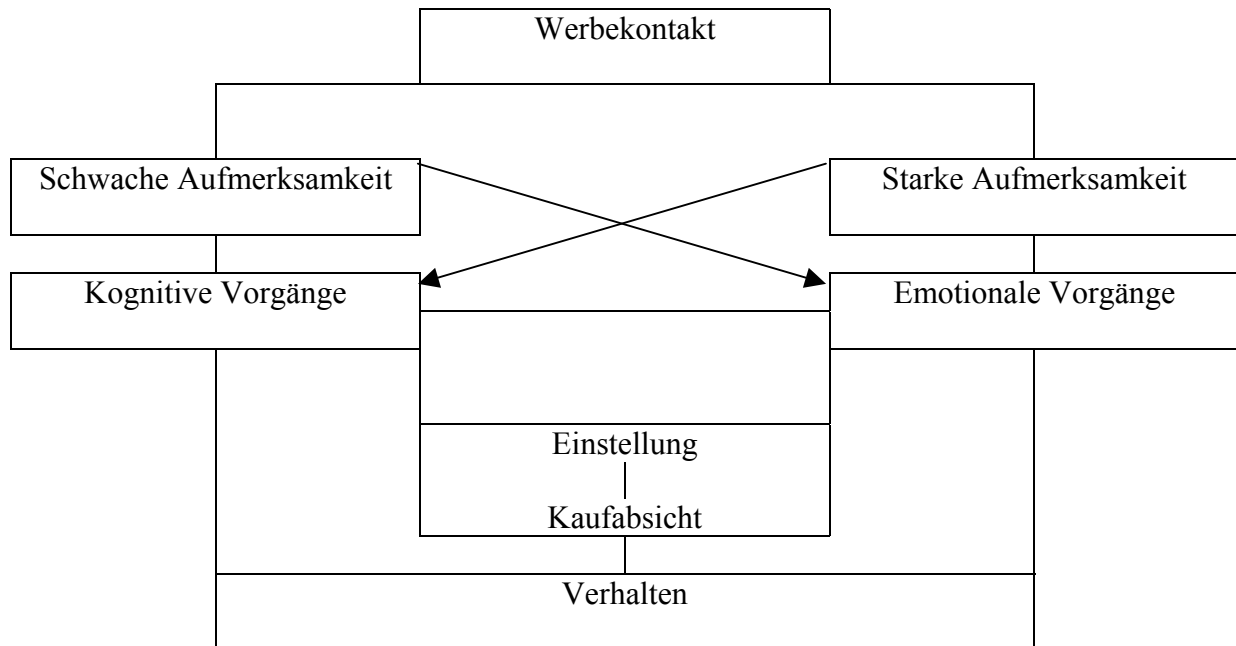 Werbekontakt
Schwache Aufmerksamkeit
Starke Aufmerksamkeit
Kognitive Vorgänge
Emotionale Vorgänge
Einstellung
Kaufabsicht
Verhalten